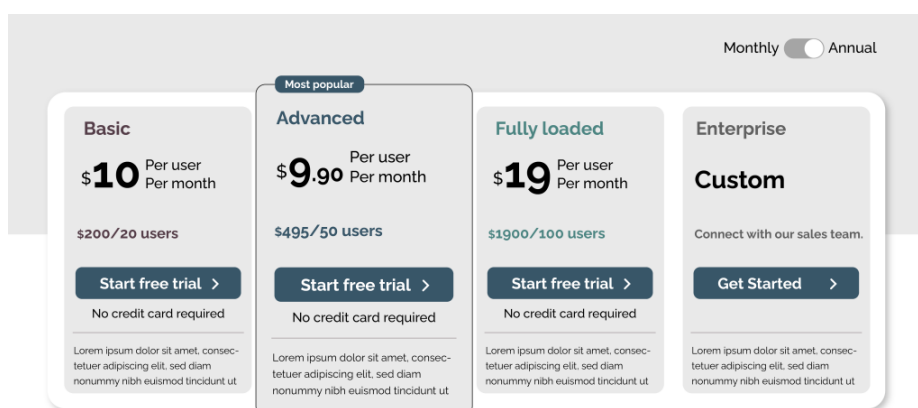 Monthly Annual
Most popular
Basic
$10 Per user
Per month
$200/20 users
Start free trial >
No credit card required
Lorem ipsum dolor sit amet, consec-
tetuer adipiscing elit, sed diam
nonummy nibh euismod tincidunt ut
Advanced
$9.90 Per user
Per month
$495/50 users
Start free trial >
No credit card required
Lorem ipsum dolor sit amet, consec-
tetuer adipiscing elit, sed diam
nonummy nibh euismod tincidunt ut
Fully loaded
$19 Per user
Per month
$1900/100 users
Start free trial >
No credit card required
Lorem ipsum dolor sit amet, consec-
tetuer adipiscing elit, sed diam
nonummy nibh euismod tincidunt ut
Enterprise
Custom
Connect with our sales team.
Get Started >
Lorem ipsum dolor sit amet, consec-
tetuer adipiscing elit, sed diam
nonummy nibh euismod tincidunt ut